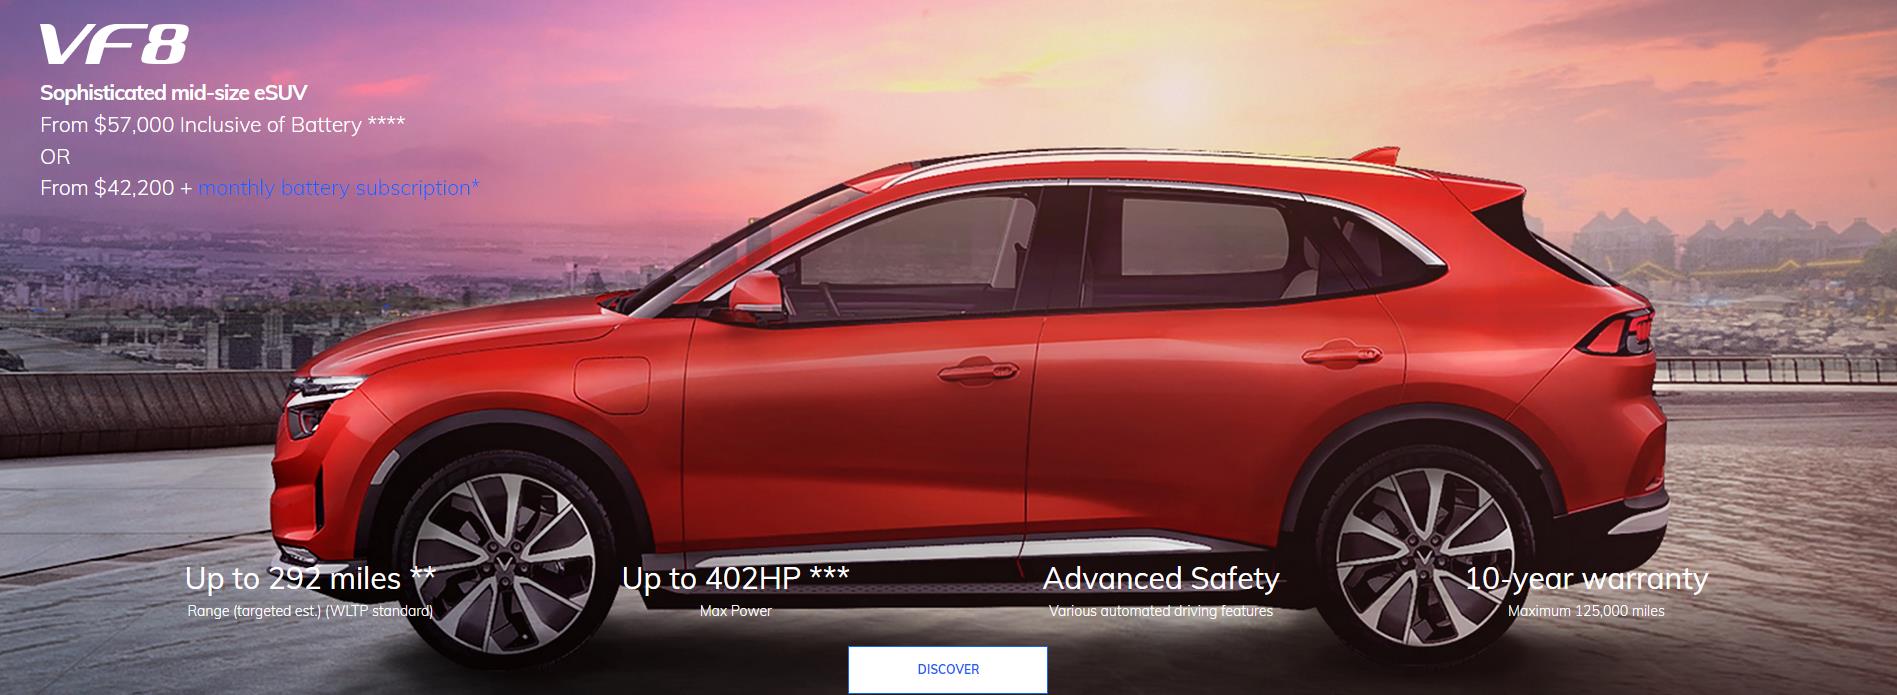 VF8
Sophisticated mid-size eSUV
From $57,000 Inclusive of Battery ****
OR
From $42,200 + monthly battery subscription*
Up to 292 miles **
Range (targeted est.) (WLTP standard)
Up to 402HP ***
Max Power
Advanced Safety
Various automated driving features
10-year warranty
Maximum 125,000 miles
DISCOVER